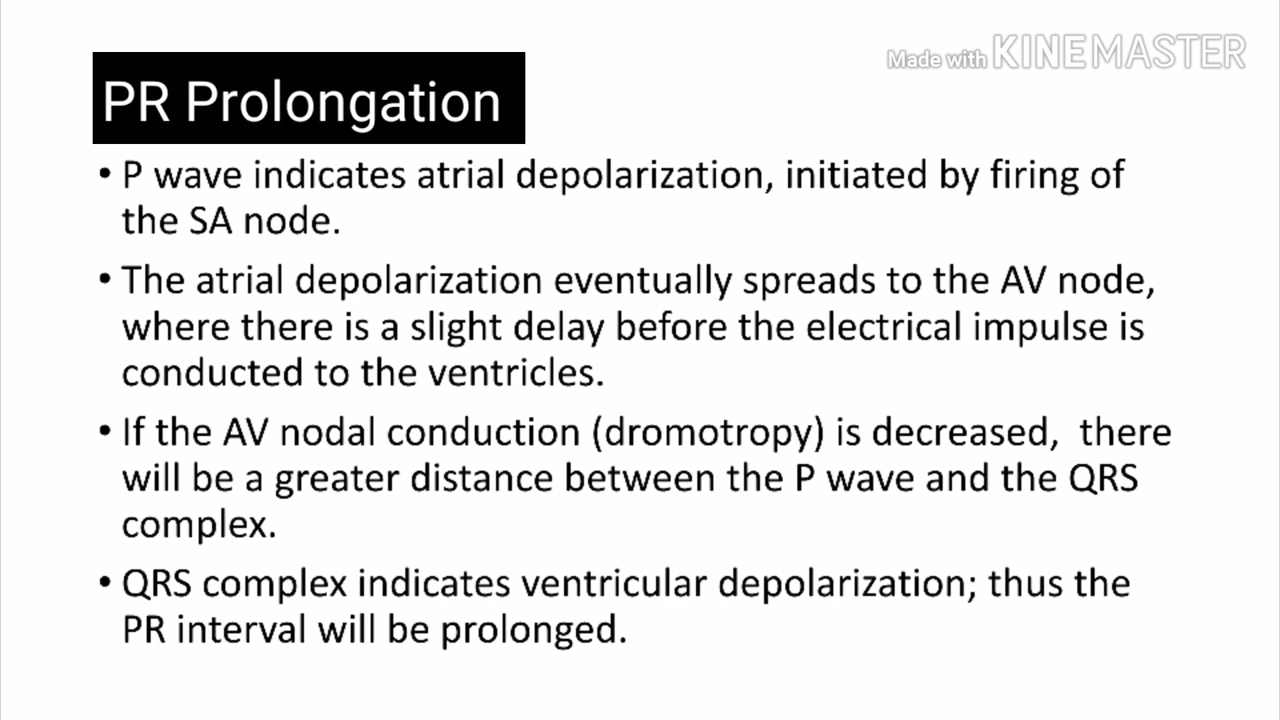 Made with KINEMASTER
PR Prolongation
• P wave indicates atrial depolarization, initiated by firing of
the SA node.
• The atrial depolarization eventually spreads to the AV node,
where there is a slight delay before the electrical impulse is
conducted to the ventricles.
• If the AV nodal conduction (dromotropy) is decreased,  there
will be a greater distance between the P wave and the QRS
complex.
• QRS complex indicates ventricular depolarization; thus the
PR interval will be prolonged.